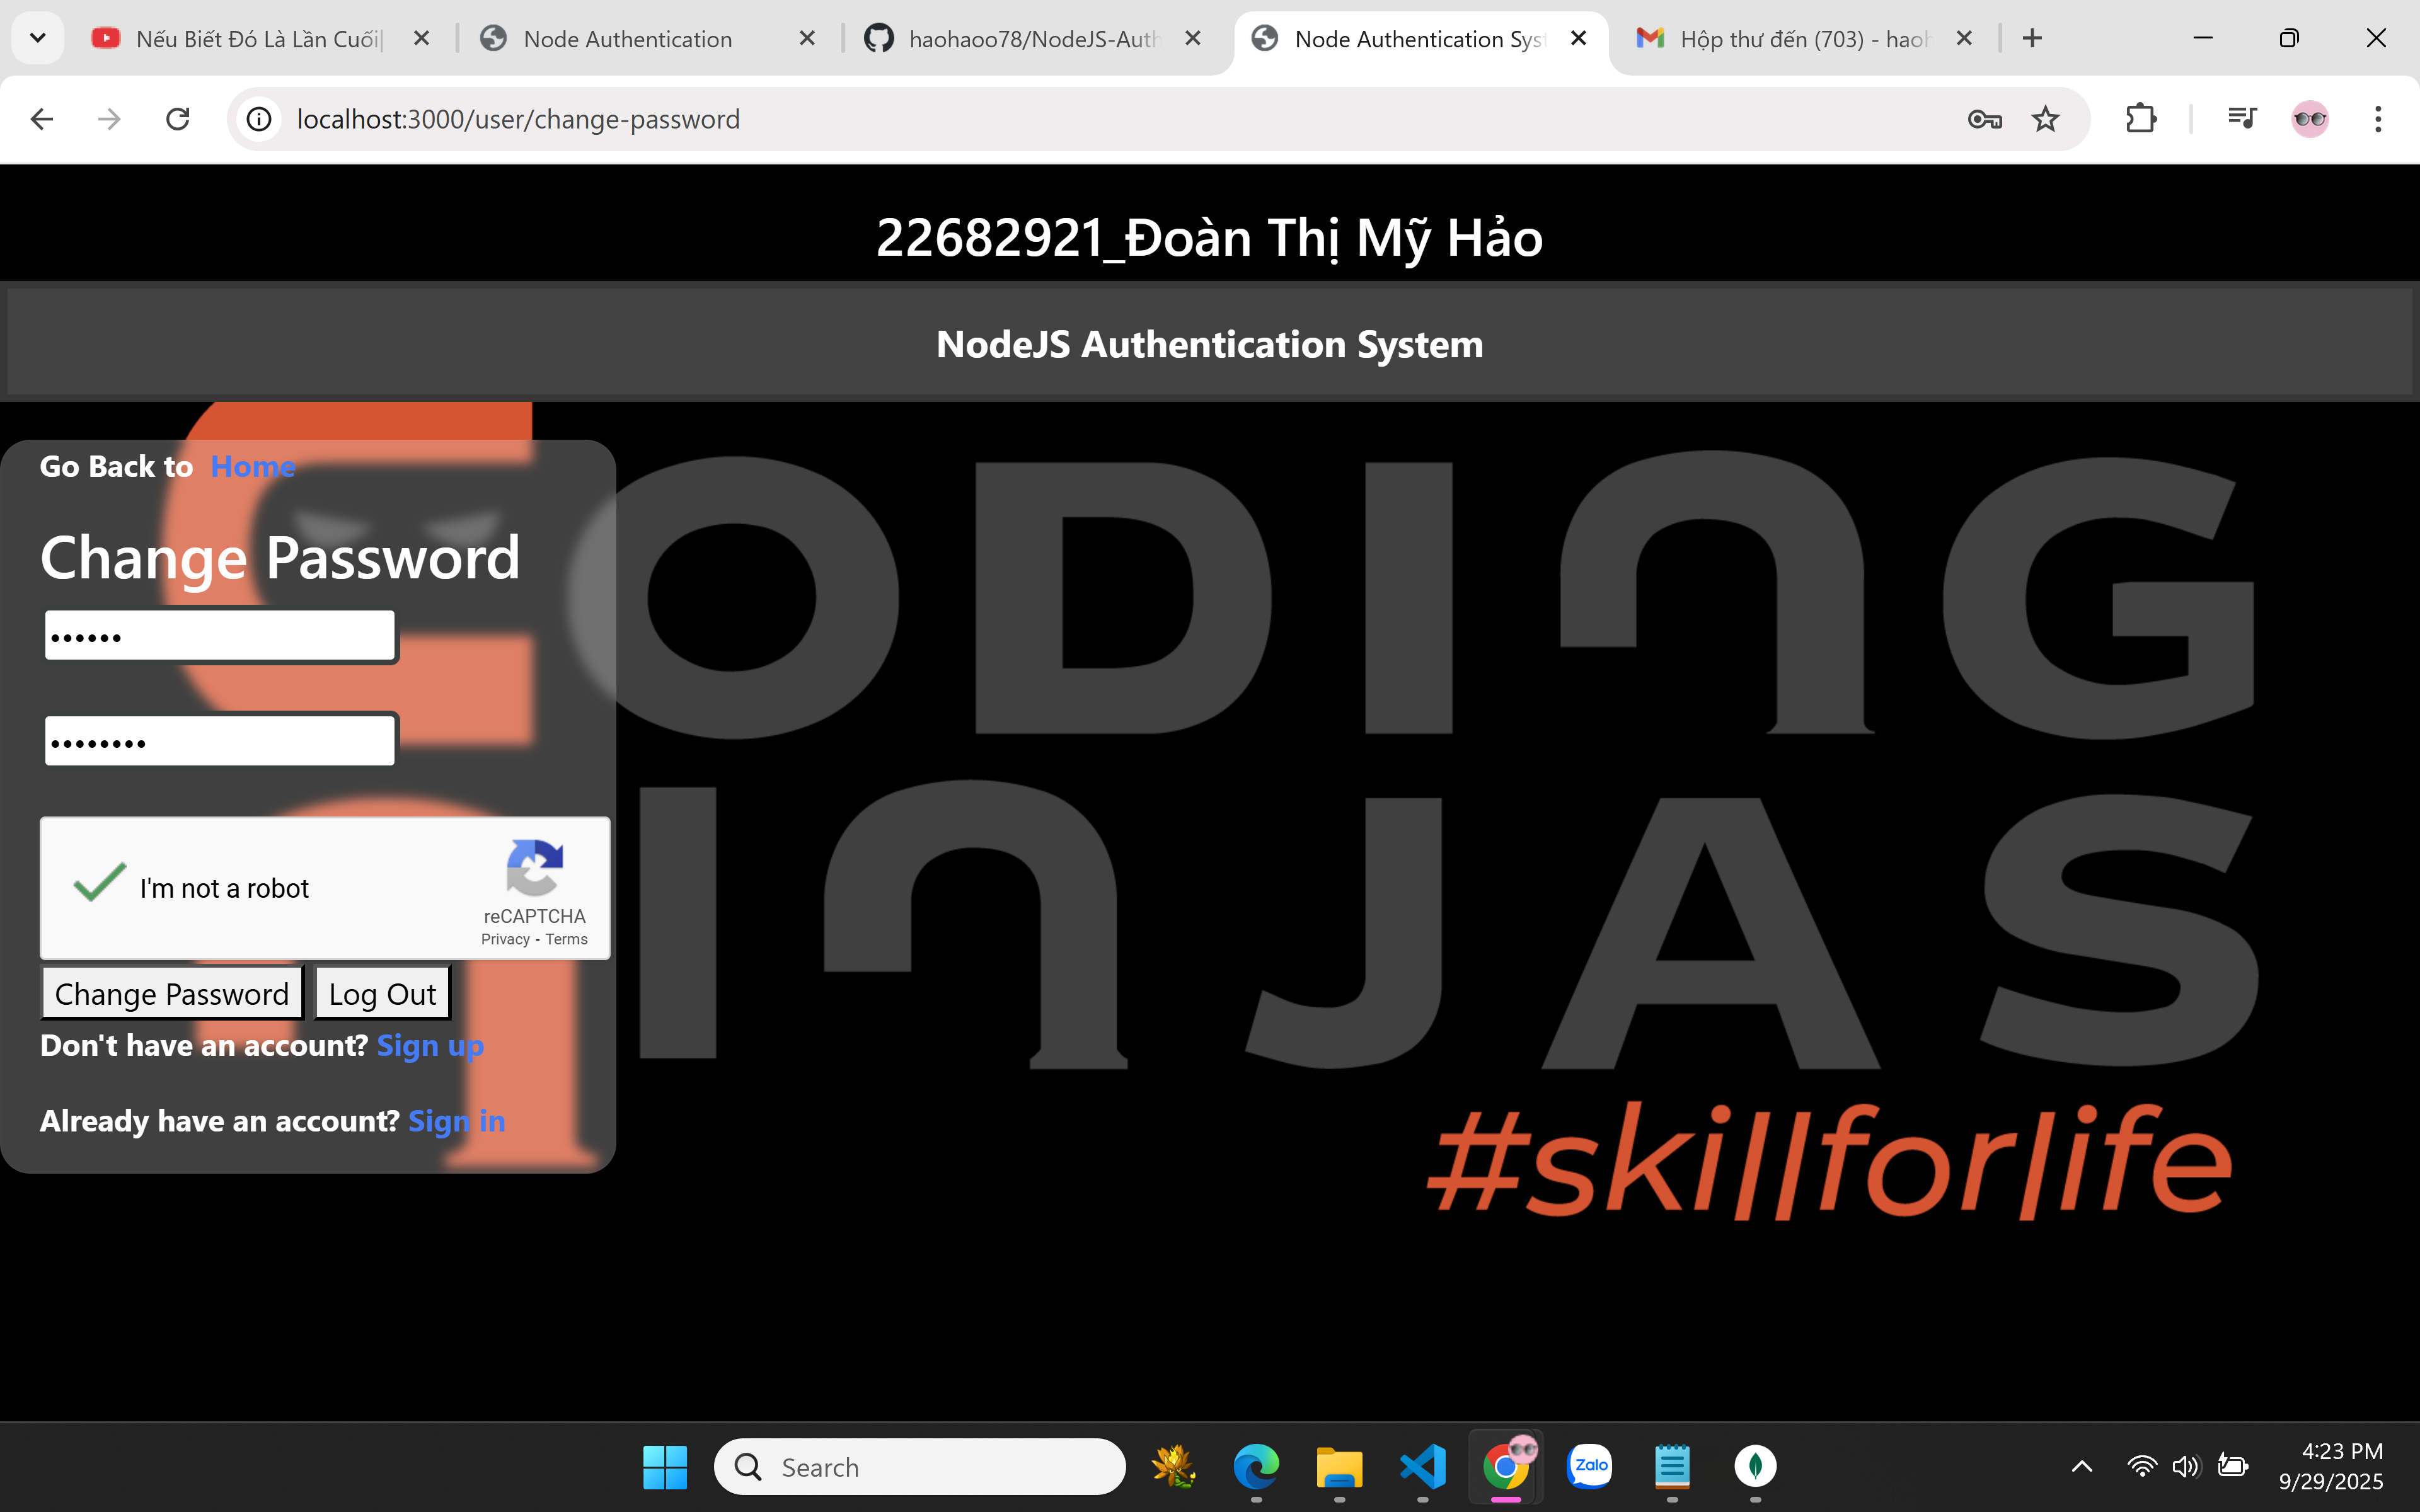 Nếu Biết Đó Là Lần Cuối|
Node Authentication
haohaoo78/NodeJS-Auth
Node Authentication Syst
Hộp thư đến (703) - haoh
localhost:3000/user/change-password
22682921_Đoàn Thị Mỹ Hảo
NodeJS Authentication System
Go Back to Home
Change Password
••••••
••••••••
I'm not a robot
reCAPTCHA
Privacy - Terms
Change Password Log Out
Don't have an account? Sign up
Already have an account? Sign in
CODING
NINJAS
#skillforlife
Search
Zalo
4:23 PM
9/29/2025